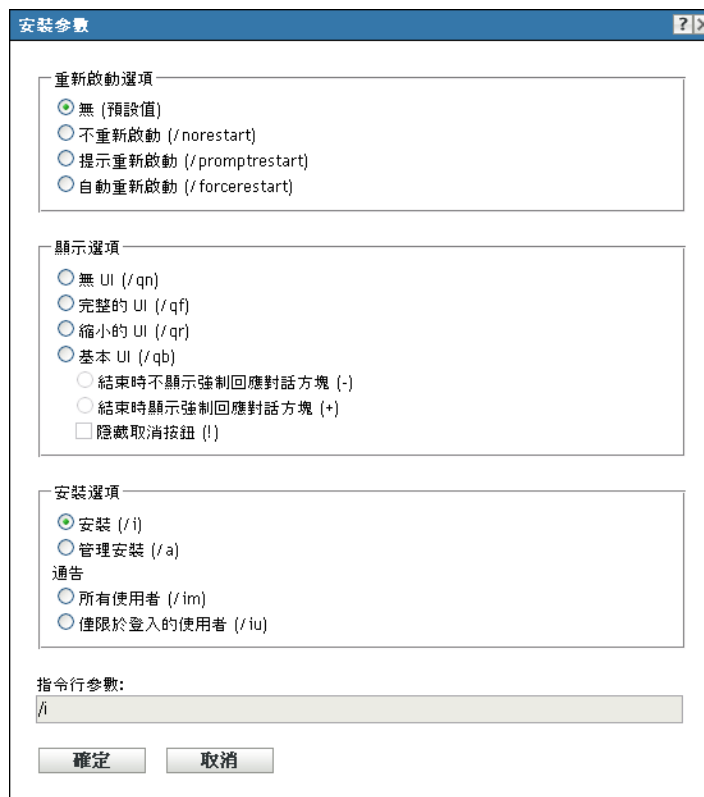 安裝參數
重新啟動選項
無 (預設值)
不重新啟動 (/norestart)
提示重新啟動 (/promptrestart)
自動重新啟動 (/forcerestart)
顯示選項
無 UI (/qn)
完整的 UI (/qf)
縮小的 UI (/qr)
基本 UI (/qb)
結束時不顯示強制回應對話方塊 (-)
結束時顯示強制回應對話方塊 (+)
隱藏取消按鈕 (!)
安裝選項
安裝 (/i)
管理安裝 (/a)
通告
所有使用者 (/im)
僅限於登入的使用者 (/iu)
指令行參數:
/i
確定 取消